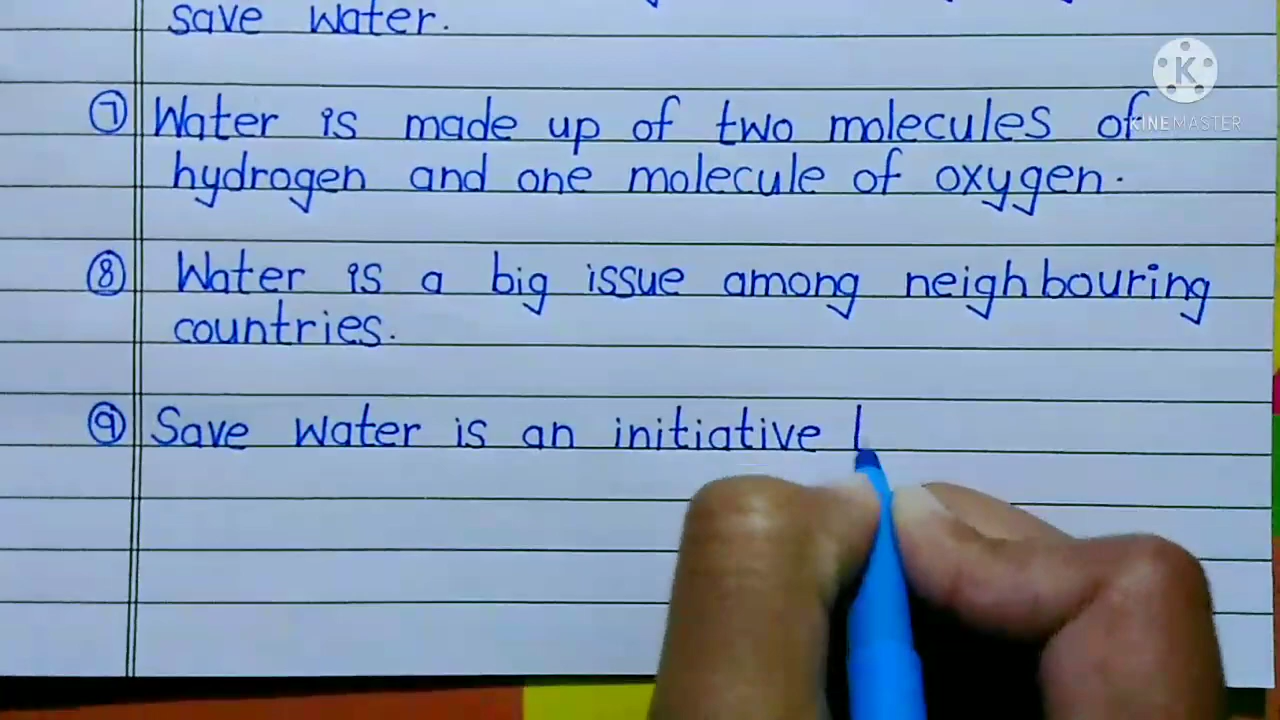 save water.
⑦ Water is made up of two molecules of
hydrogen and one molecule of oxygen.
⑧ Water is a big issue among neighbouring
countries.
⑨ Save water is an initiative
K
KINEMASTER